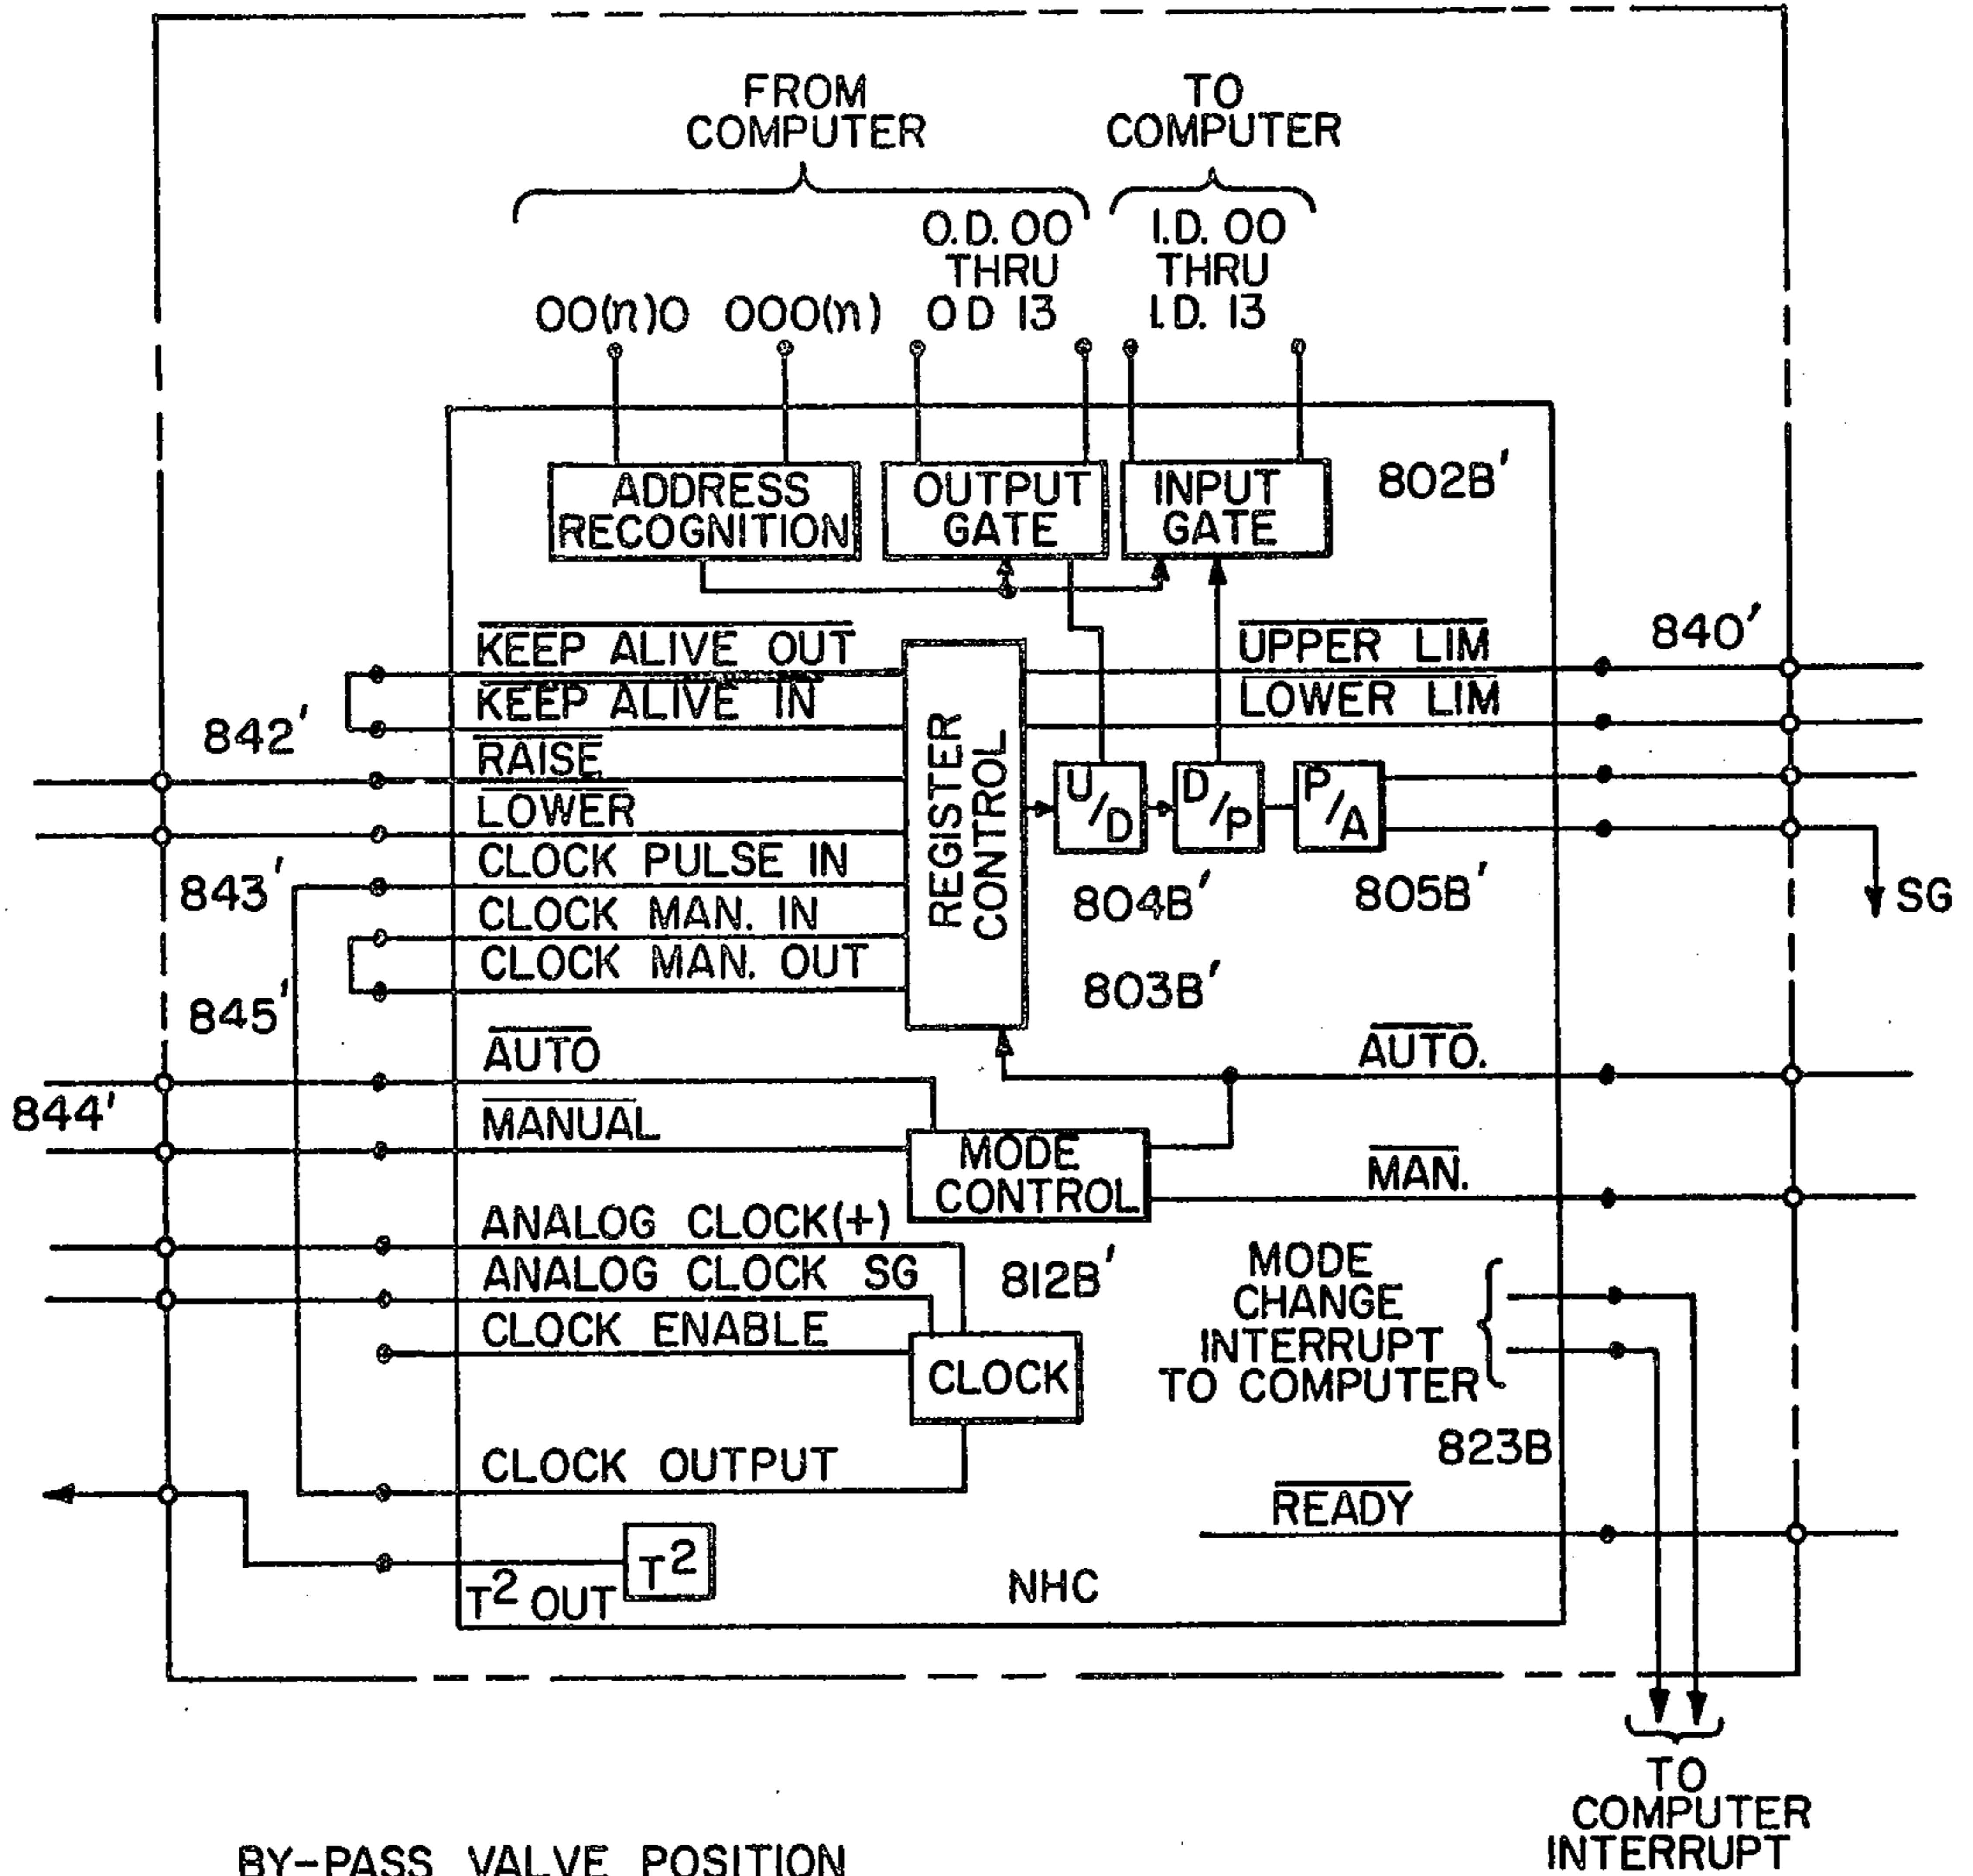 FROM
COMPUTER
TO
COMPUTER
O.D. 00
THRU
OD 13
I.D. 00
THRU
I.D. 13
00(n)0
000(n)
ADDRESS
RECOGNITION
OUTPUT
GATE
INPUT
GATE
802B'
KEEP ALIVE OUT
KEEP ALIVE IN
RAISE
LOWER
CLOCK PULSE IN
CLOCK MAN. IN
CLOCK MAN. OUT
842'
843'
845'
REGISTER
CONTROL
UPPER LIM
LOWER LIM
840'
U/D
D/P
P/A
804B'
805B'
803B'
SG
AUTO
MANUAL
844'
MODE
CONTROL
AUTO.
MAN.
ANALOG CLOCK(+)
ANALOG CLOCK SG
CLOCK ENABLE
812B'
CLOCK
CLOCK OUTPUT
MODE
CHANGE
INTERRUPT
TO COMPUTER
823B
READY
T2
T2 OUT
NHC
TO
COMPUTER
INTERRUPT
BY-PASS VALVE POSITION